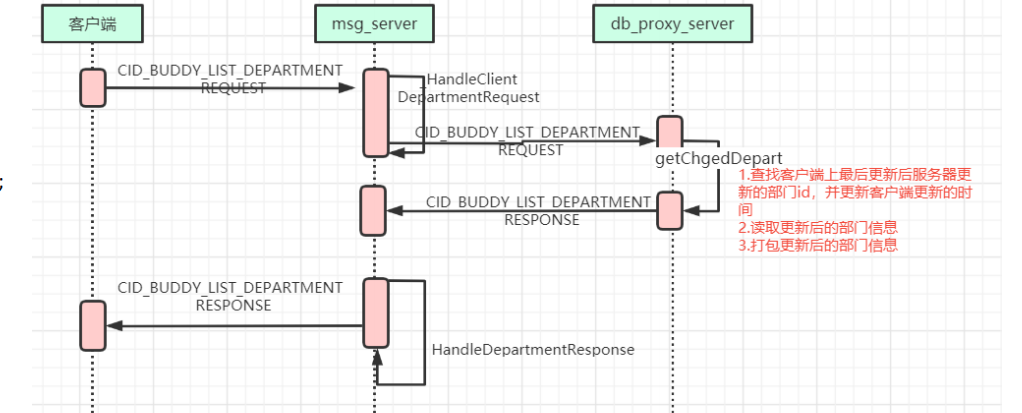 客户端
msg_server
db_proxy_server
CID_BUDDY_LIST_DEPARTMENT
REQUEST
_HandleClient
DepartmentRequest
CID_BUDDY_LIST_DEPARTMENT
REQUEST
getChgedDepart
1.查找客户端上最后更新后服务器更
新的部门id，并更新客户端更新的时
间
2.读取更新后的部门信息
3.打包更新后的部门信息
;
CID_BUDDY_LIST_DEPARTMENT
RESPONSE
CID_BUDDY_LIST_DEPARTMENT
RESPONSE
HandleDepartmentResponse